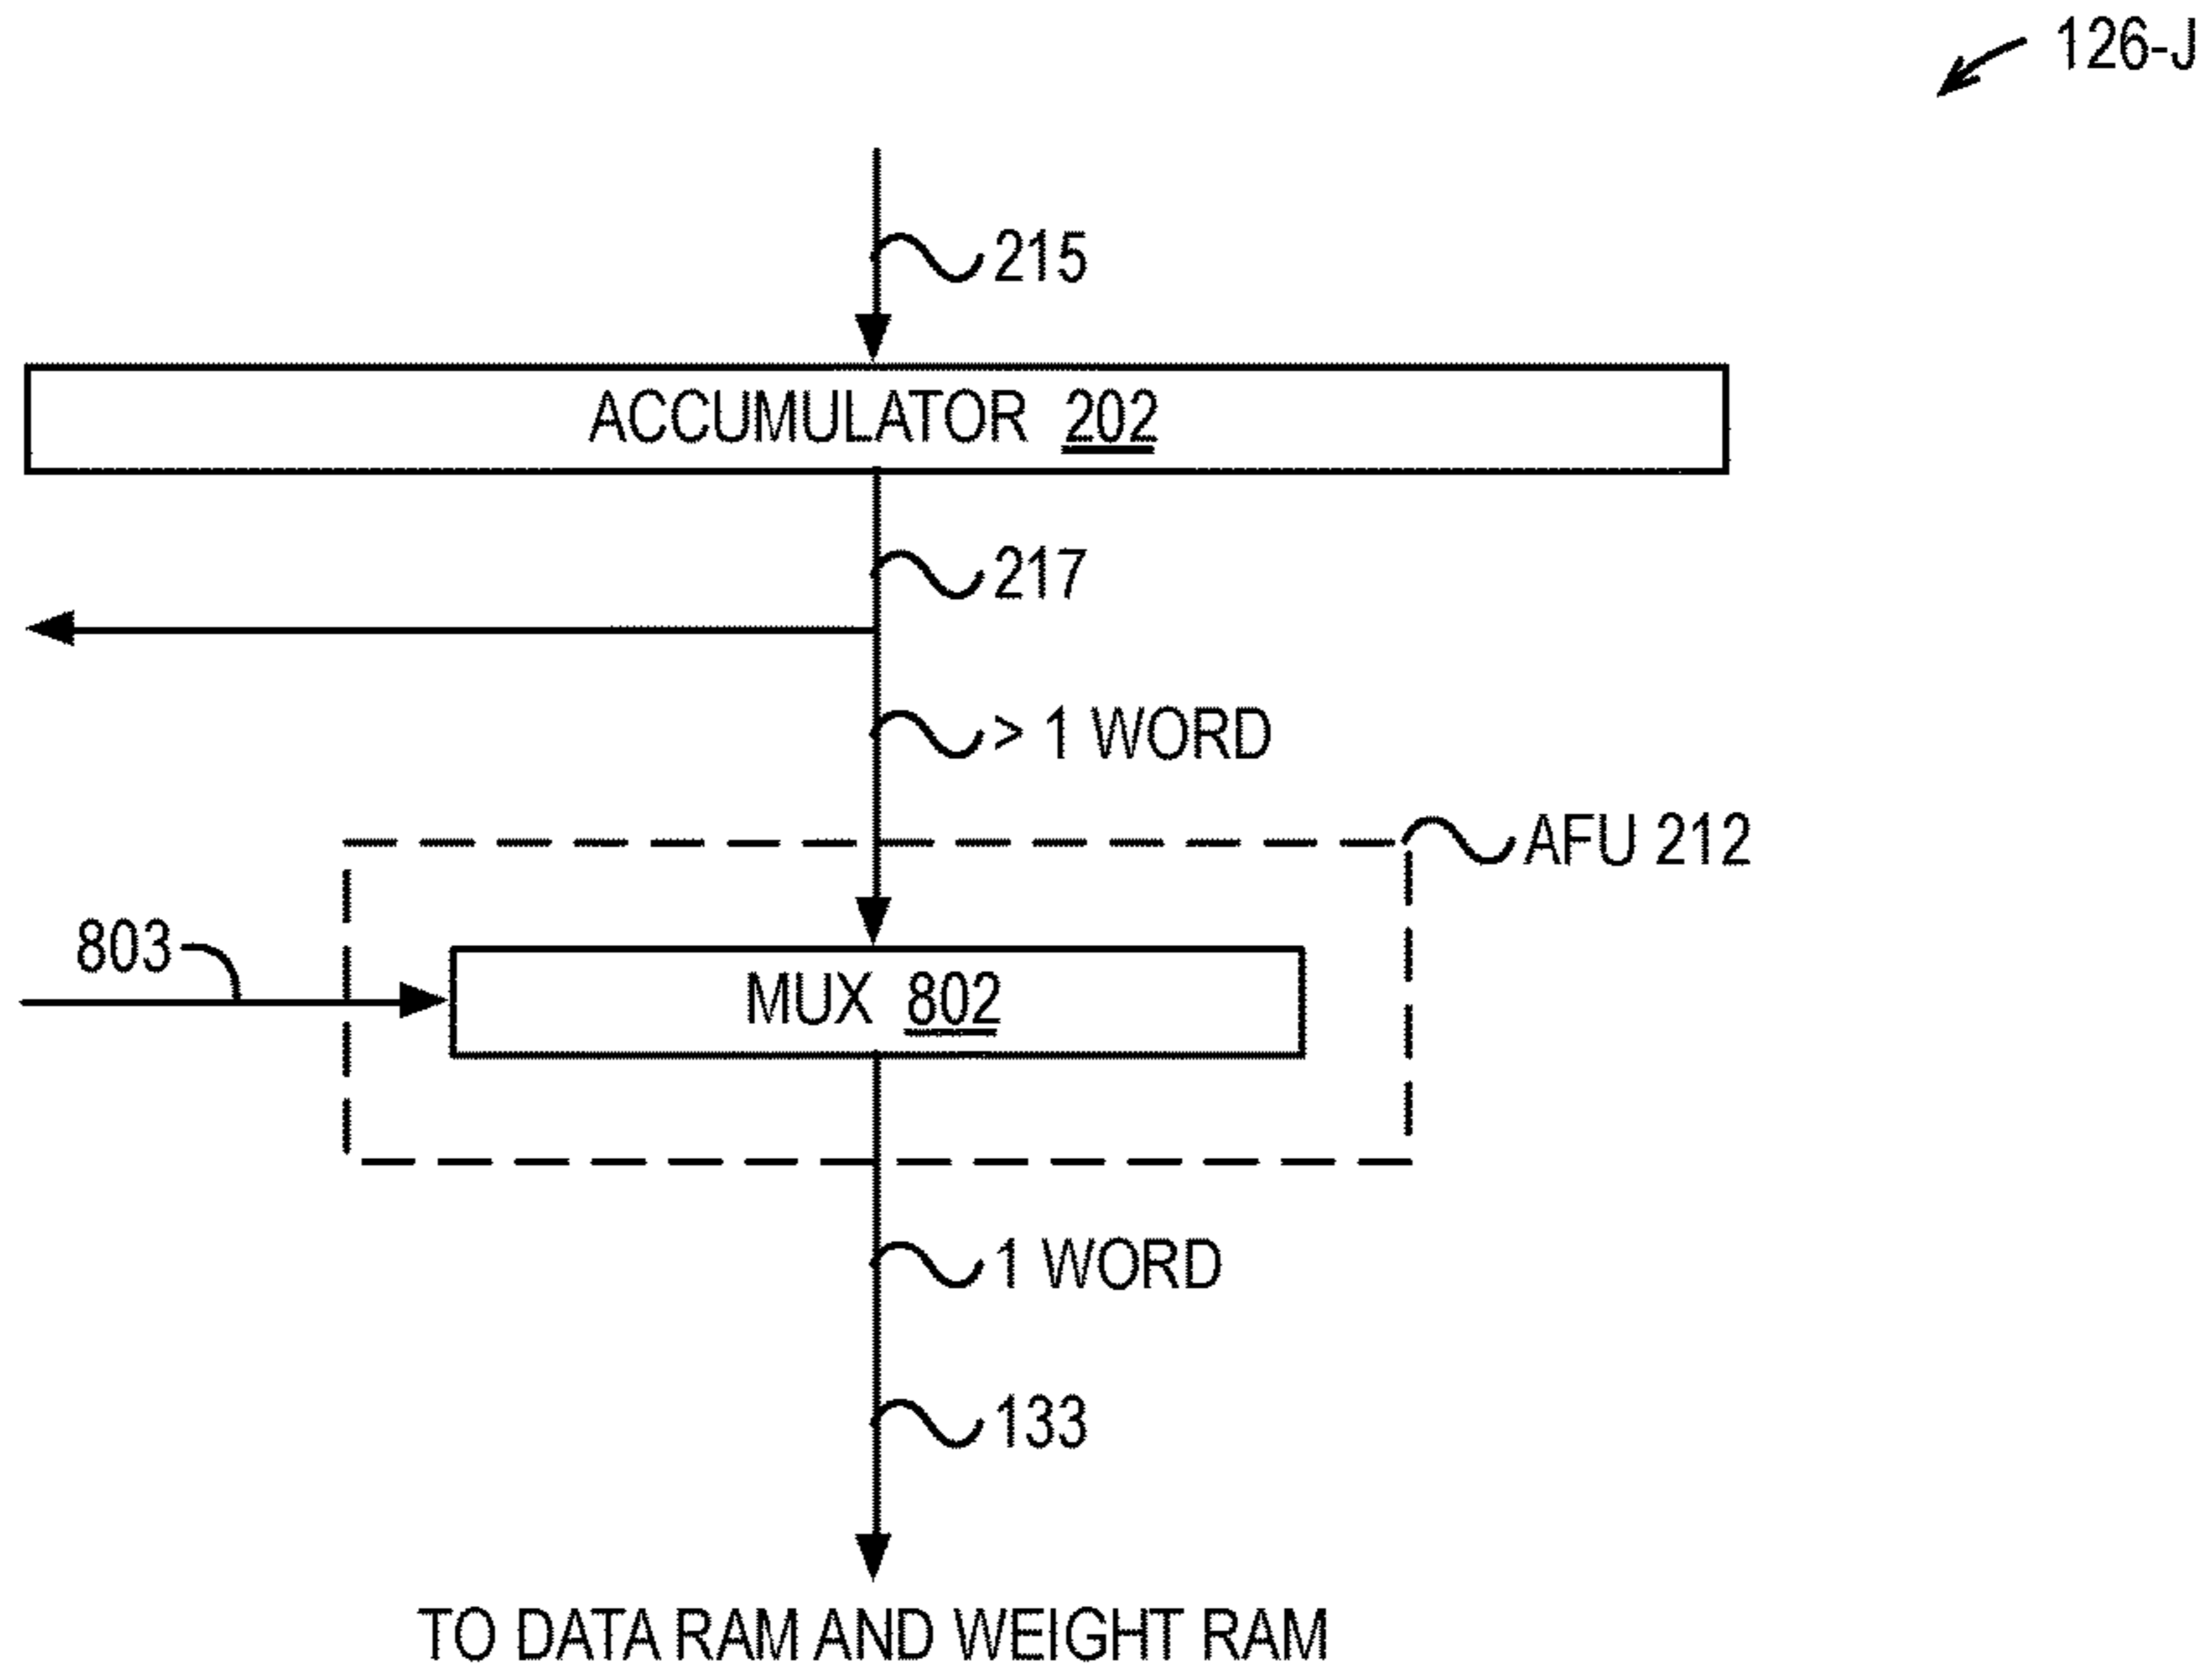 126-J
215
ACCUMULATOR 202
217
> 1 WORD
AFU 212
803
MUX 802
1 WORD
133
TO DATA RAM AND WEIGHT RAM